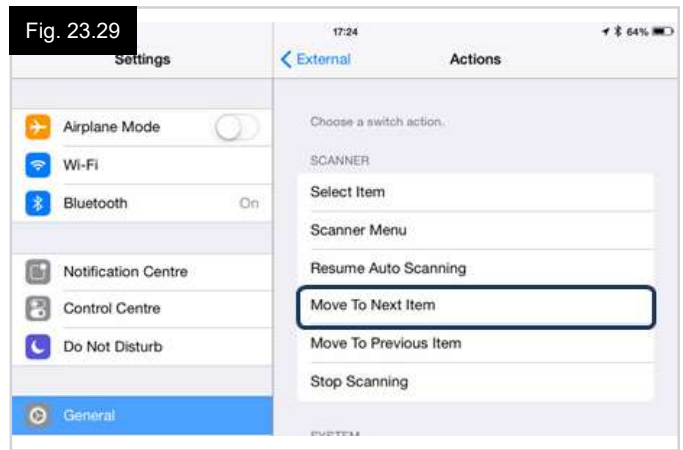 Fig. 23.29
17:24
64%
Settings
External
Actions
Airplane Mode
Wi-Fi
Bluetooth
On
Notification Centre
Control Centre
Do Not Disturb
General
Choose a switch action.
SCANNER
Select Item
Scanner Menu
Resume Auto Scanning
Move To Next Item
Move To Previous Item
Stop Scanning
SYSTEM